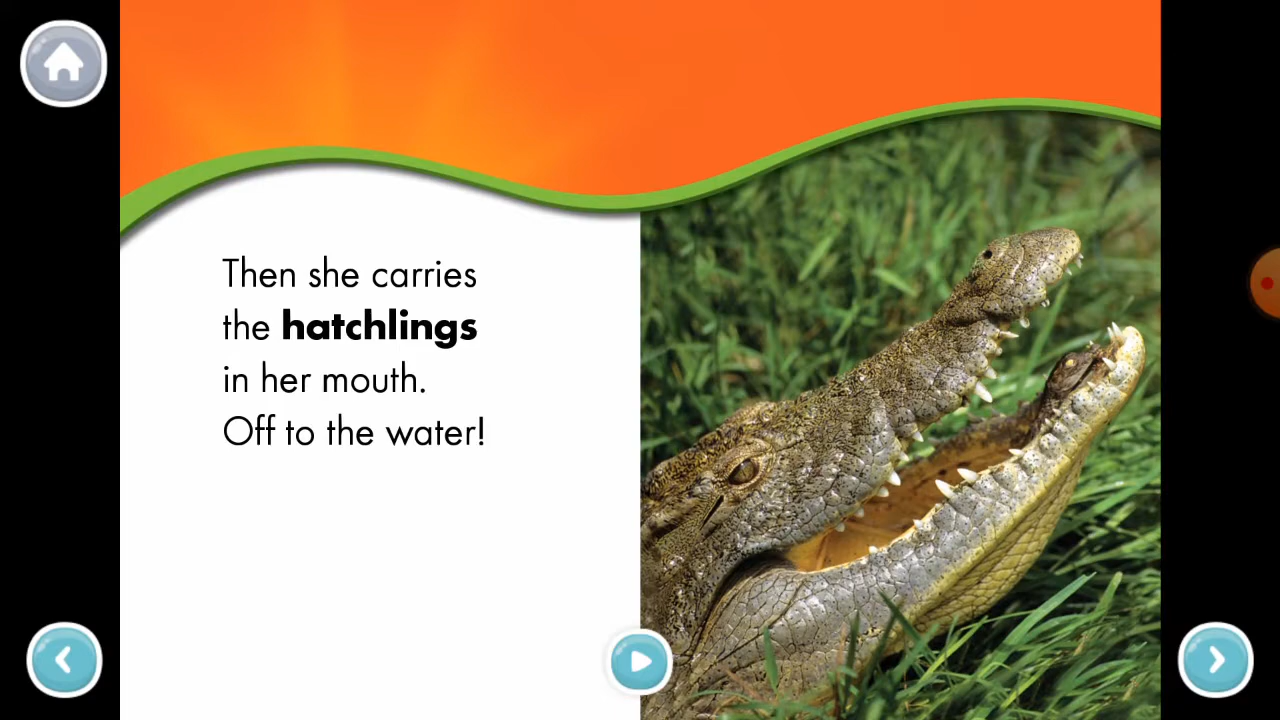 Then she carries
the hatchlings
in her mouth.
Off to the water!